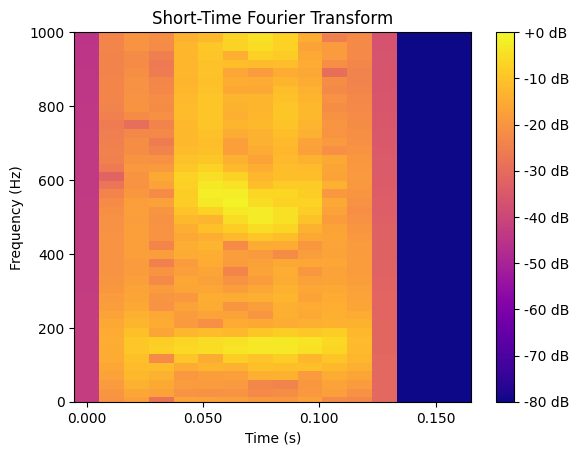 Short-Time Fourier Transform
1000
800
600
400
200
0
Frequency (Hz)
0.000
0.050
0.100
0.150
Time (s)
+0 dB
-10 dB
-20 dB
-30 dB
-40 dB
-50 dB
-60 dB
-70 dB
-80 dB